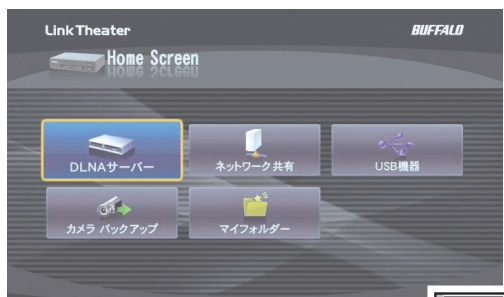 LinkTheater
BUFFALO
Home Screen
DLNAサーバー
ネットワーク共有
USB機器
カメラ バックアップ
マイフォルダー